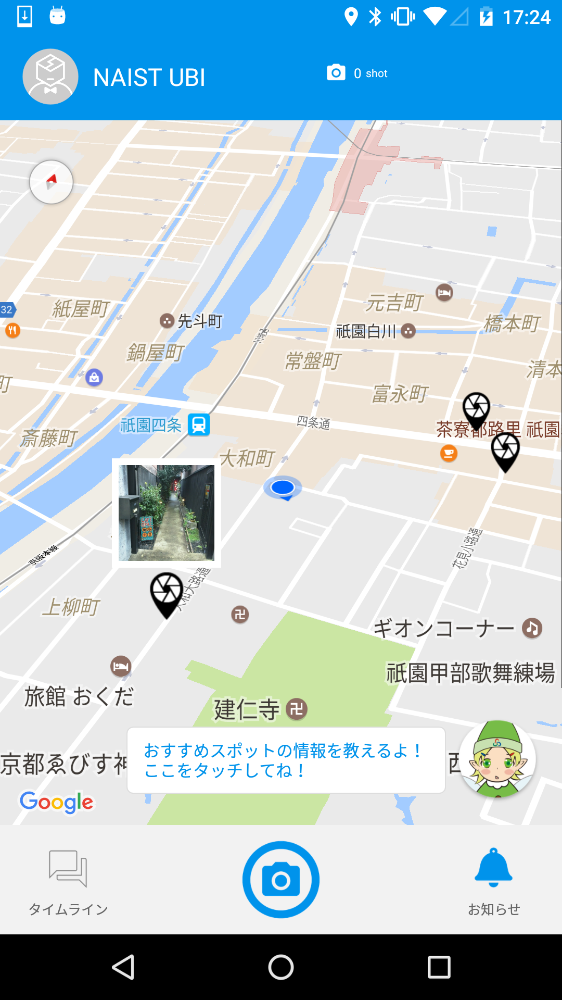 17:24
NAIST UBI
0 shot
紙屋町
元吉町
32
先斗町
橋本町
祇園白川
川端
鍋屋町
常盤町
清本
町
富永町
四条通
祇園四条
茶寮都路里 祇園
斎藤町
大和町
京阪本線
花見小路通
大和大路通
上柳町
ギオンコーナー
祇園甲部歌舞練場
旅館 おくだ
建仁寺
おすすめスポットの情報を教えるよ！
ここをタッチしてね！
京都ゑびす神
西
Google
タイムライン
お知らせ